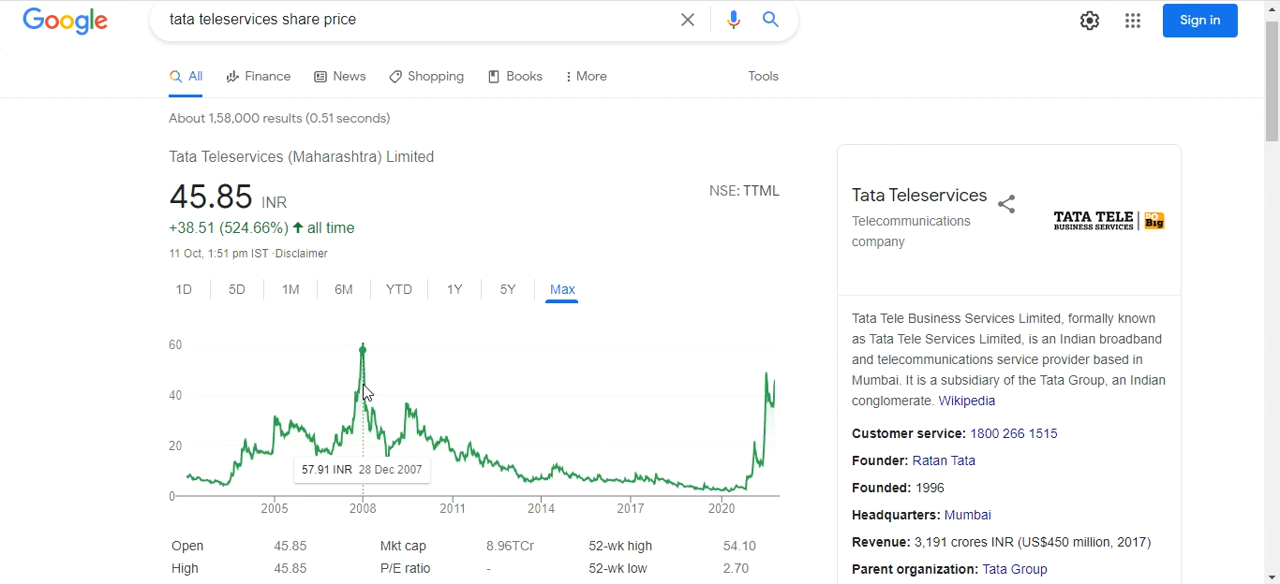 Google
tata teleservices share price
Sign in
All Finance News Shopping Books More Tools
About 1,58,000 results (0.51 seconds)
Tata Teleservices (Maharashtra) Limited
45.85 INR
NSE: TTML
+38.51 (524.66%) ↑ all time
11 Oct, 1:51 pm IST · Disclaimer
1D 5D 1M 6M YTD 1Y 5Y Max
60
40
20
0
57.91 INR 28 Dec 2007
2005 2008 2011 2014 2017 2020
Open 45.85 Mkt cap 8.96TCr 52-wk high 54.10
High 45.85 P/E ratio - 52-wk low 2.70
Tata Teleservices
Telecommunications
company
TATA TELE
BUSINESS SERVICES
DO
Big
Tata Tele Business Services Limited, formally known
as Tata Tele Services Limited, is an Indian broadband
and telecommunications service provider based in
Mumbai. It is a subsidiary of the Tata Group, an Indian
conglomerate. Wikipedia
Customer service: 1800 266 1515
Founder: Ratan Tata
Founded: 1996
Headquarters: Mumbai
Revenue: 3,191 crores INR (US$450 million, 2017)
Parent organization: Tata Group